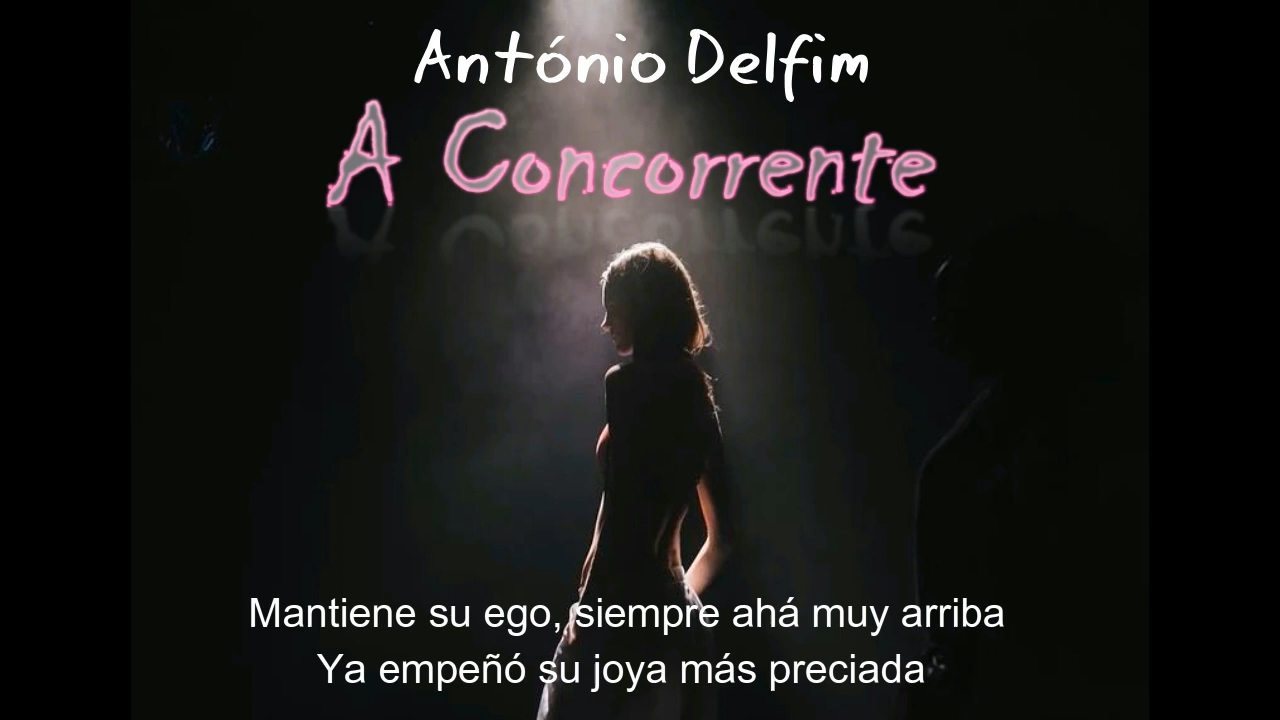 António Delfim
A Concorrente
Mantiene su ego, siempre ahá muy arriba
Ya empeñó su joya más preciada